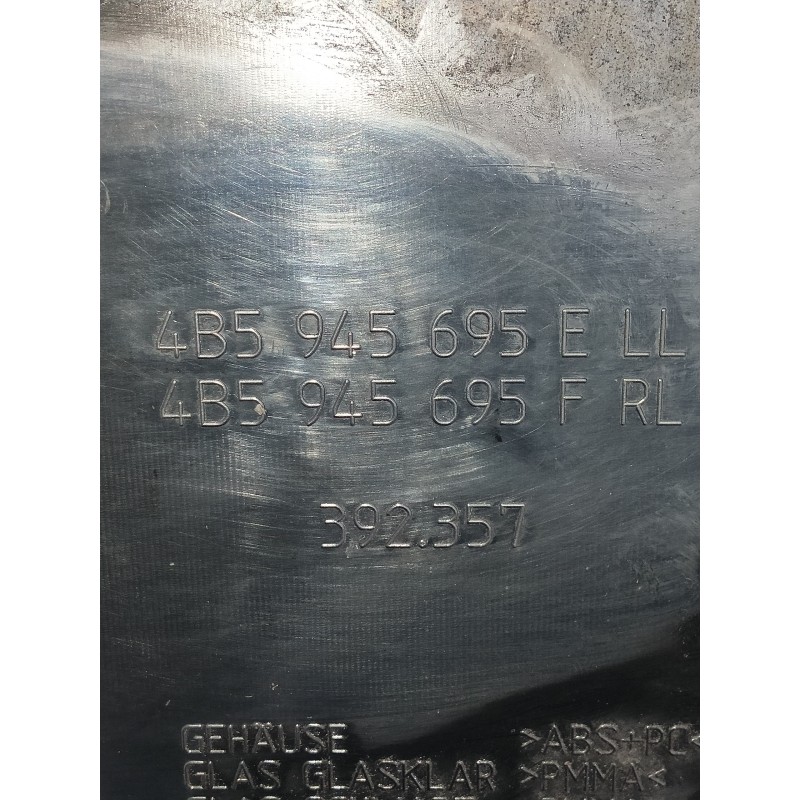 4B5 945 695 E LL
4B5 945 695 F RL
392.357
GEHÄUSE >ABS+PC<
GLAS GLASKLAR >PMMA<